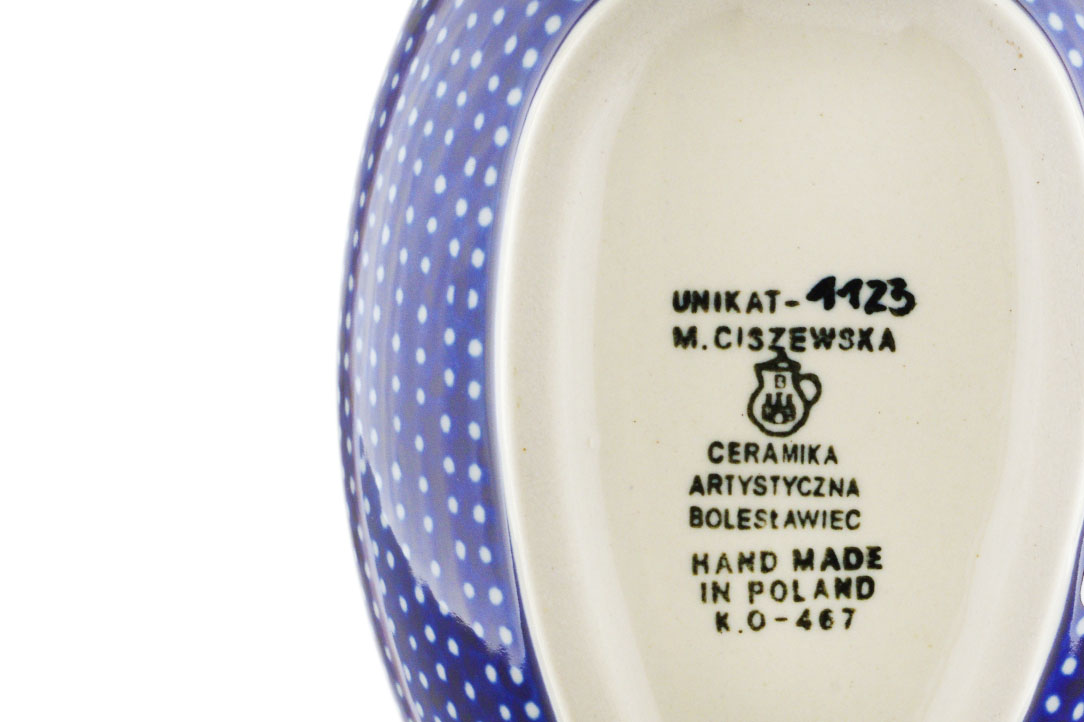 UNIKAT-1123
M.CISZEWSKA
B
CERAMIKA
ARTYSTYCZNA
BOLESŁAWIEC
HAND MADE
IN POLAND
K.O-467